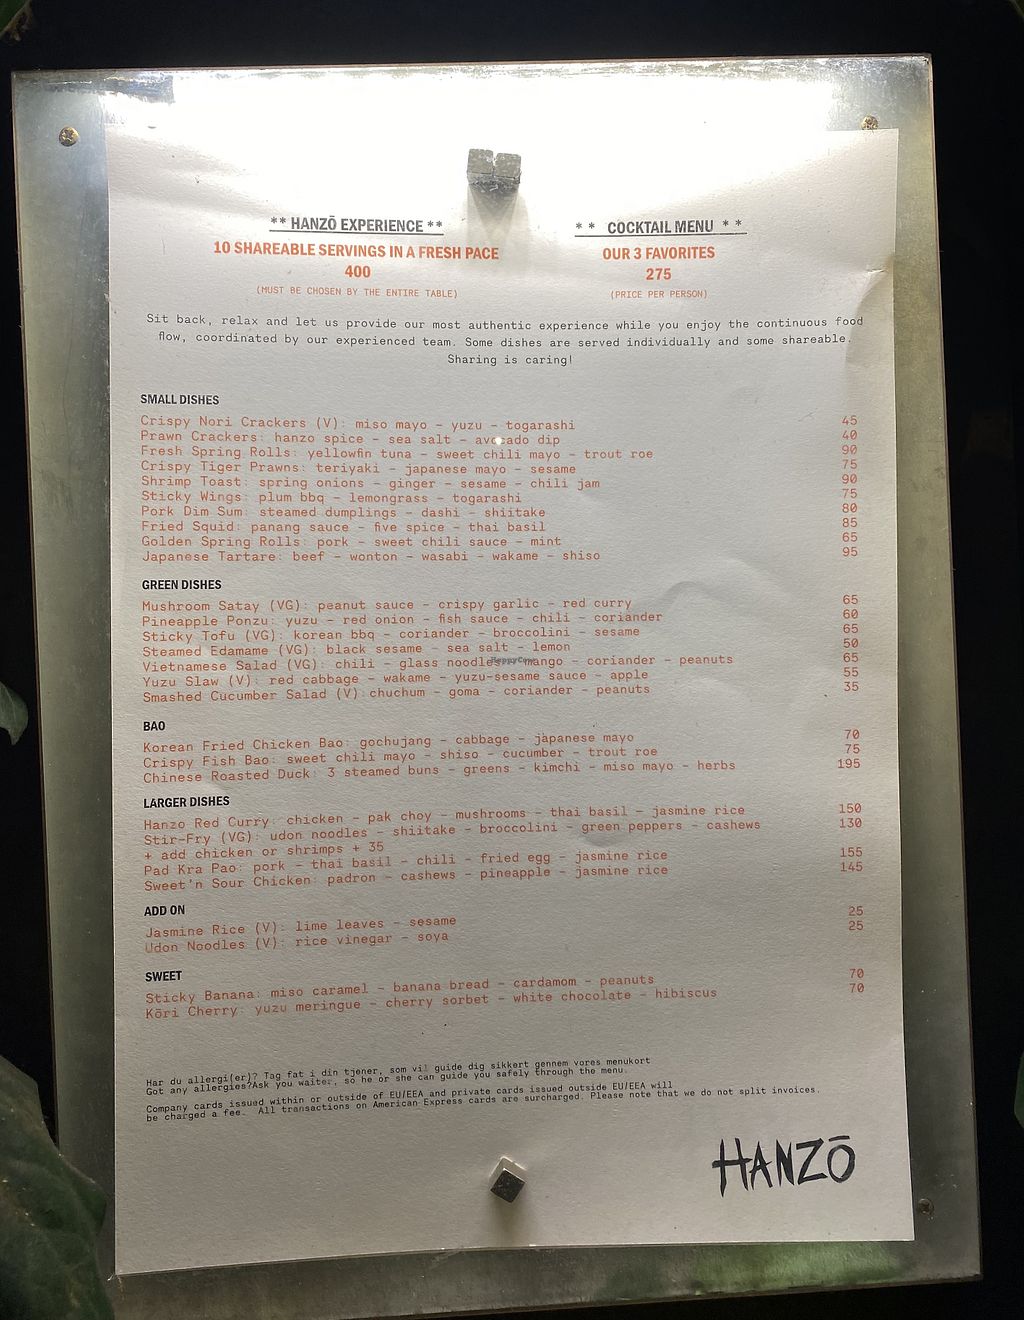 ** HANZŌ EXPERIENCE **
10 SHAREABLE SERVINGS IN A FRESH PACE
400
(MUST BE CHOSEN BY THE ENTIRE TABLE)
** COCKTAIL MENU **
OUR 3 FAVORITES
275
(PRICE PER PERSON)
Sit back, relax and let us provide our most authentic experience while you enjoy the continuous food
flow, coordinated by our experienced team. Some dishes are served individually and some shareable.
Sharing is caring!
SMALL DISHES
Crispy Nori Crackers (V): miso mayo – yuzu – togarashi 45
Prawn Crackers: hanzo spice – sea salt – avocado dip 40
Fresh Spring Rolls: yellowfin tuna – sweet chili mayo – trout roe 90
Crispy Tiger Prawns: teriyaki – japanese mayo – sesame 75
Shrimp Toast: spring onions – ginger – sesame – chili jam 90
Sticky Wings: plum bbq – lemongrass – togarashi 75
Pork Dim Sum: steamed dumplings – dashi – shiitake 80
Fried Squid: panang sauce – five spice – thai basil 85
Golden Spring Rolls: pork – sweet chili sauce – mint 65
Japanese Tartare: beef – wonton – wasabi – wakame – shiso 95
GREEN DISHES
Mushroom Satay (VG): peanut sauce – crispy garlic – red curry 65
Pineapple Ponzu: yuzu – red onion – fish sauce – chili – coriander 60
Sticky Tofu (VG): korean bbq – coriander – broccolini – sesame 65
Steamed Edamame (VG): black sesame – sea salt – lemon 50
Vietnamese Salad (VG): chili – glass noodles – mango – coriander – peanuts 65
HappyCow
Yuzu Slaw (V): red cabbage – wakame – yuzu-sesame sauce – apple 55
Smashed Cucumber Salad (V): chuchum – goma – coriander – peanuts 35
BAO
Korean Fried Chicken Bao: gochujang – cabbage – japanese mayo 70
Crispy Fish Bao: sweet chili mayo – shiso – cucumber – trout roe 75
Chinese Roasted Duck: 3 steamed buns – greens – kimchi – miso mayo – herbs 195
LARGER DISHES
Hanzo Red Curry: chicken – pak choy – mushrooms – thai basil – jasmine rice 150
Stir-Fry (VG): udon noodles – shiitake – broccolini – green peppers – cashews 130
+ add chicken or shrimps + 35
Pad Kra Pao: pork – thai basil – chili – fried egg – jasmine rice 155
Sweet'n Sour Chicken: padron – cashews – pineapple – jasmine rice 145
ADD ON
Jasmine Rice (V): lime leaves – sesame 25
Udon Noodles (V): rice vinegar – soya 25
SWEET
Sticky Banana: miso caramel – banana bread – cardamom – peanuts 70
Kōri Cherry: yuzu meringue – cherry sorbet – white chocolate – hibiscus 70
Har du allergi(er)? Tag fat i din tjener, som vil guide dig sikkert gennem vores menukort
Got any allergies?Ask you waiter, so he or she can guide you safely through the menu.
Company cards issued within or outside of EU/EEA and private cards issued outside EU/EEA will
be charged a fee. All transactions on American Express cards are surcharged. Please note that we do not split invoices.
HANZŌ